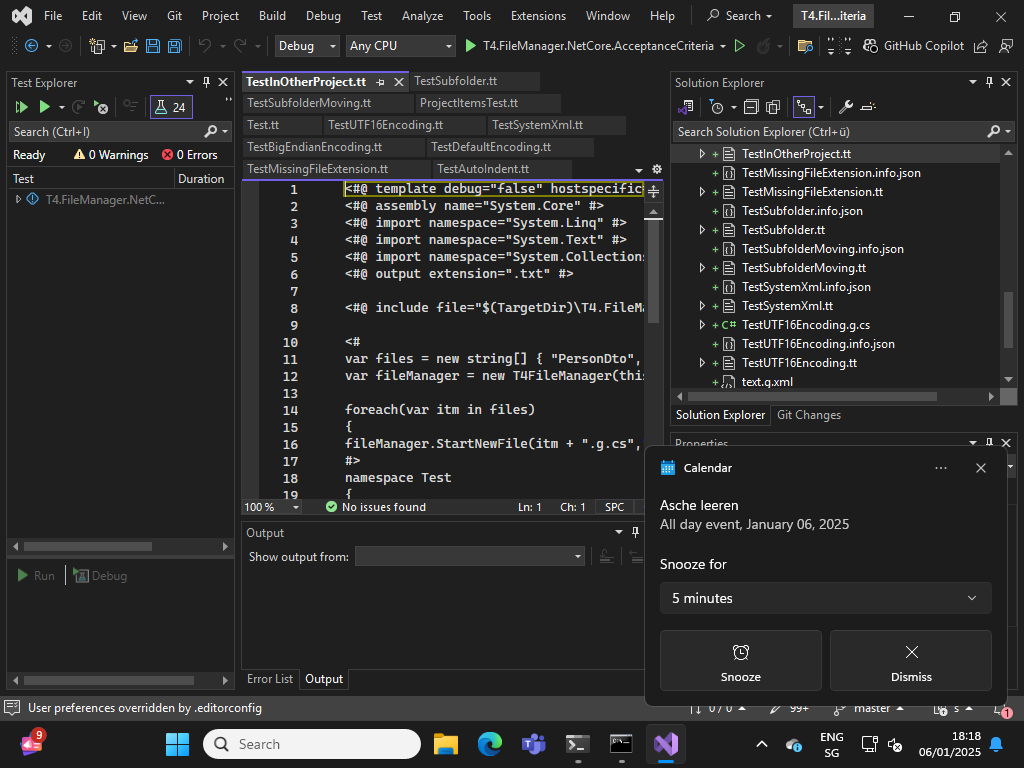 File Edit View Git Project Build Debug Test Analyze Tools Extensions Window Help Search T4.Fil...iteria
Debug Any CPU T4.FileManager.NetCore.AcceptanceCriteria GitHub Copilot
Test Explorer
24
Search (Ctrl+I)
Ready 0 Warnings 0 Errors
Test Duration
T4.FileManager.NetC...
Run Debug
TestInOtherProject.tt TestSubfolder.tt
TestSubfolderMoving.tt ProjectItemsTest.tt
Test.tt TestUTF16Encoding.tt TestSystemXml.tt
TestBigEndianEncoding.tt TestDefaultEncoding.tt
TestMissingFileExtension.tt TestAutoIndent.tt
1 <#@ template debug="false" hostspecific
2 <#@ assembly name="System.Core" #>
3 <#@ import namespace="System.Linq" #>
4 <#@ import namespace="System.Text" #>
5 <#@ import namespace="System.Collection
6 <#@ output extension=".txt" #>
7
8 <#@ include file="$(TargetDir)\T4.FileM
9
10 <#
11 var files = new string[] { "PersonDto",
12 var fileManager = new T4FileManager(this
13
14 foreach(var itm in files)
15 {
16 fileManager.StartNewFile(itm + ".g.cs",
17 #>
18 namespace Test
19 {
100 % No issues found Ln: 1 Ch: 1 SPC
Output
Show output from:
Error List Output
Solution Explorer
Search Solution Explorer (Ctrl+ü)
TestInOtherProject.tt
TestMissingFileExtension.info.json
TestMissingFileExtension.tt
TestSubfolder.info.json
TestSubfolder.tt
TestSubfolderMoving.info.json
TestSubfolderMoving.tt
TestSystemXml.info.json
TestSystemXml.tt
TestUTF16Encoding.g.cs
TestUTF16Encoding.info.json
TestUTF16Encoding.tt
text.g.xml
Solution Explorer Git Changes
Properties
Calendar
Asche leeren
All day event, January 06, 2025
Snooze for
5 minutes
Snooze Dismiss
User preferences overridden by .editorconfig 0 / 0 99+ master s 1
9 Search ENG SG 18:18 06/01/2025